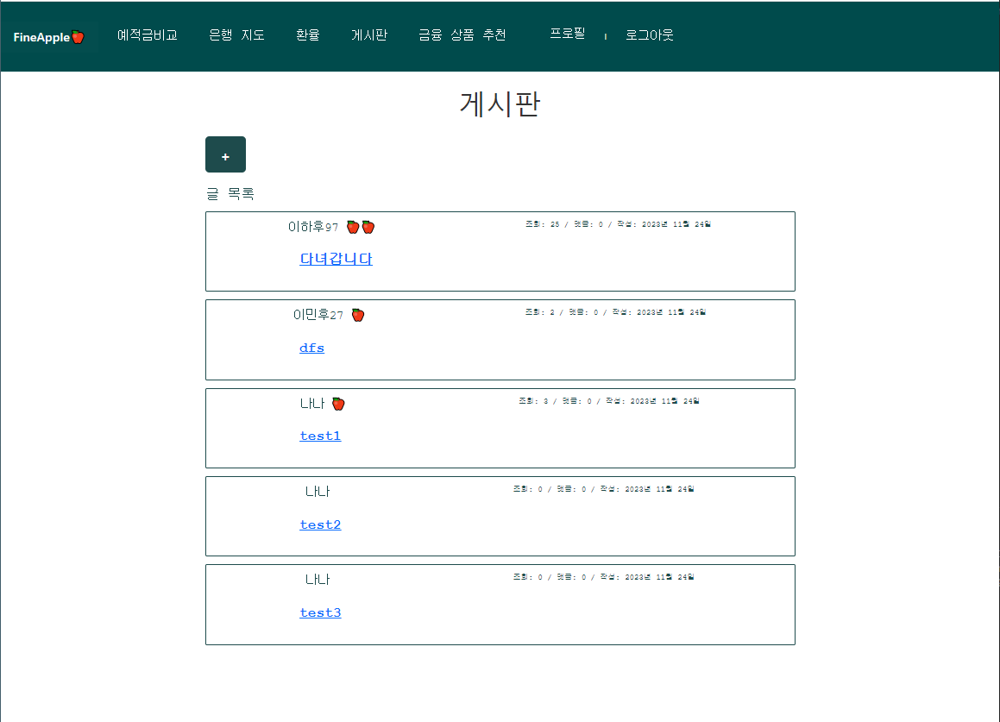 FineApple🍎 예적금비교 은행 지도 환율 게시판 금융 상품 추천 프로필 | 로그아웃
게시판
+
글 목록
이하후97 🍎🍎 조회: 25 / 댓글: 0 / 작성: 2023년 11월 24일
다녀갑니다
이민후27 🍎 조회: 2 / 댓글: 0 / 작성: 2023년 11월 24일
dfs
나나 🍎 조회: 3 / 댓글: 0 / 작성: 2023년 11월 24일
test1
나나 조회: 0 / 댓글: 0 / 작성: 2023년 11월 24일
test2
나나 조회: 0 / 댓글: 0 / 작성: 2023년 11월 24일
test3